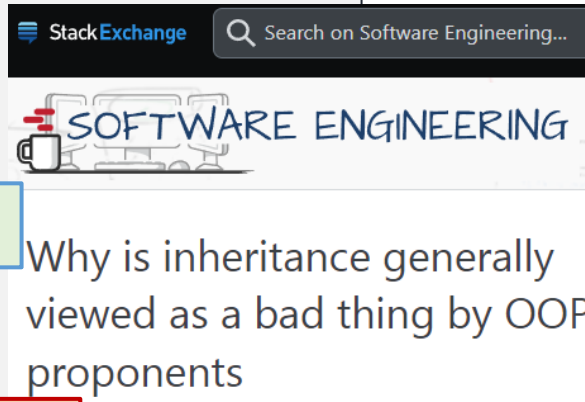 StackExchange
Search on Software Engineering...
SOFTWARE ENGINEERING
Why is inheritance generally
viewed as a bad thing by OOP
proponents